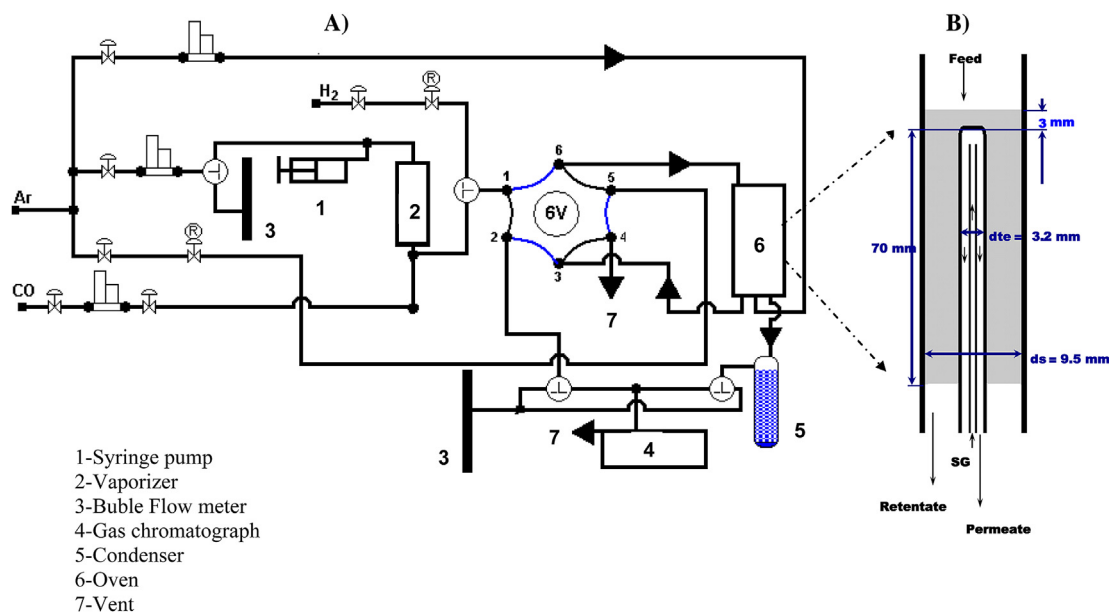 A)
B)
H2
R
Ar
R
CO
1
2
3
6
1
5
6V
2
4
3
7
6
3
7
4
5
1-Syringe pump
2-Vaporizer
3-Buble Flow meter
4-Gas chromatograph
5-Condenser
6-Oven
7-Vent
Feed
3 mm
dte = 3.2 mm
70 mm
ds = 9.5 mm
SG
Retentate
Permeate